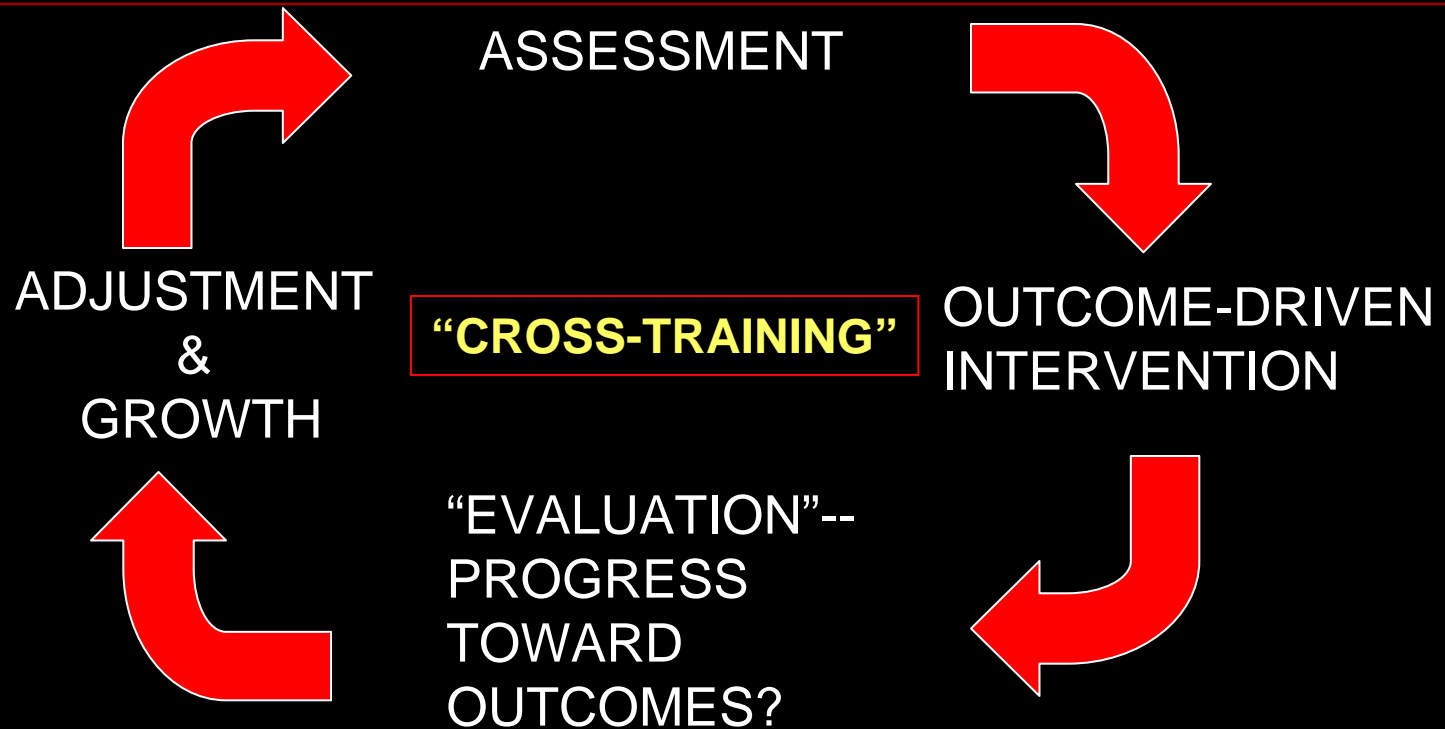 ASSESSMENT
ADJUSTMENT
&
GROWTH
“CROSS-TRAINING”
OUTCOME-DRIVEN
INTERVENTION
“EVALUATION”--
PROGRESS
TOWARD
OUTCOMES?